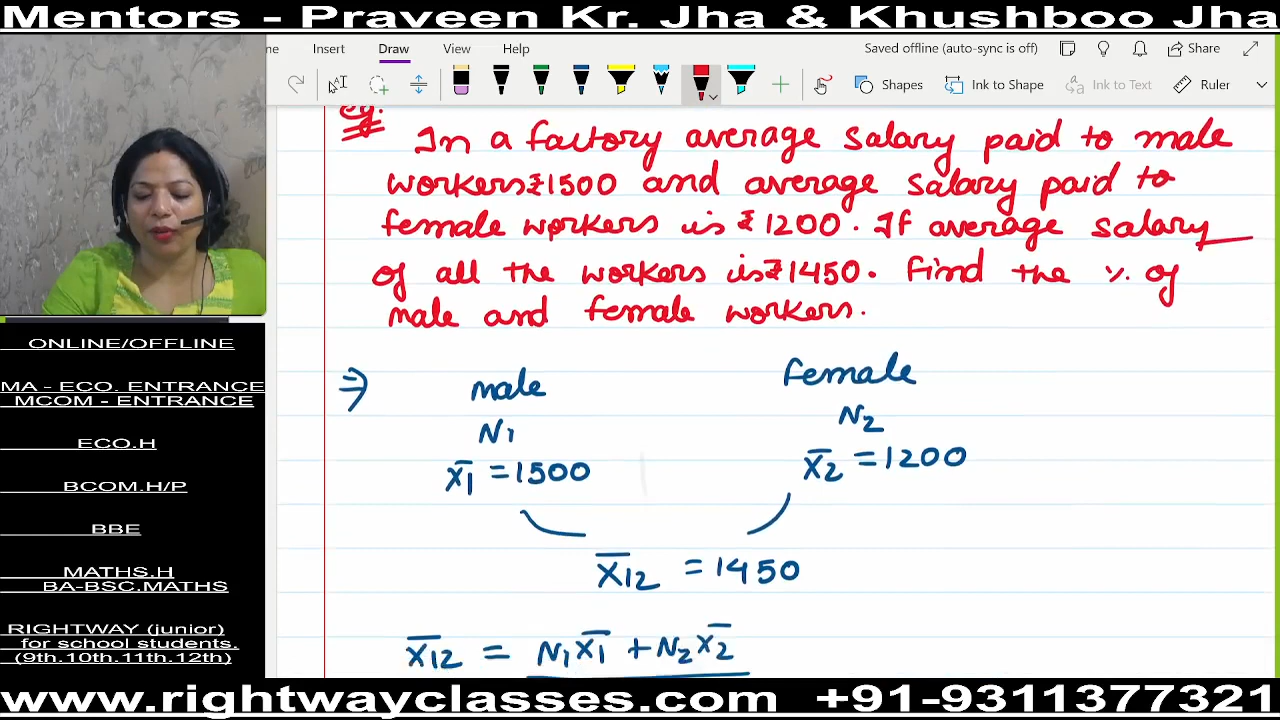 Mentors - Praveen Kr. Jha & Khushboo Jha
Insert Draw View Help
Saved offline (auto-sync is off)
Share
Shapes
Ink to Shape
Ink to Text
Ruler
eg.
In a factory average salary paid to male
workers ₹1500 and average salary paid to
female workers is ₹1200. If average salary
of all the workers is ₹1450. Find the % of
male and female workers.
⇒ male female
N1 N2
X̄1 = 1500 X̄2 = 1200
X̄12 = 1450
X̄12 = N1X̄1 + N2X̄2
ONLINE/OFFLINE
MA - ECO. ENTRANCE
MCOM - ENTRANCE
ECO.H
BCOM.H/P
BBE
MATHS.H
BA-BSC.MATHS
RIGHTWAY (junior)
for school students.
(9th.10th.11th.12th)
www.rightwayclasses.com +91-9311377321